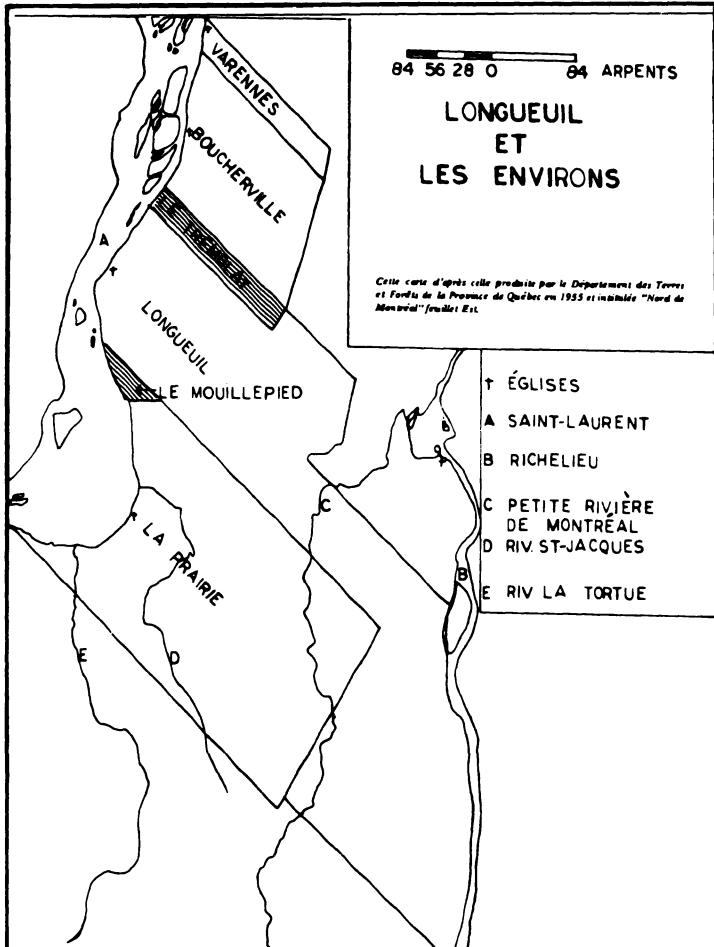 84 56 28 0 84 ARPENTS
LONGUEUIL
ET
LES ENVIRONS
Cette carte d'après celle produite par le Département des Terres
et Forêts de la Province de Québec en 1955 et intitulée "Nord de
Montréal" feuillet Est.
† ÉGLISES
A SAINT-LAURENT
B RICHELIEU
C PETITE RIVIÈRE
DE MONTRÉAL
D RIV. ST-JACQUES
E RIV LA TORTUE
VARENNES
BOUCHERVILLE
LE TREMBLAY
A
LONGUEUIL
LE MOUILLEPIED
B
C
LA PRAIRIE
B
E
D